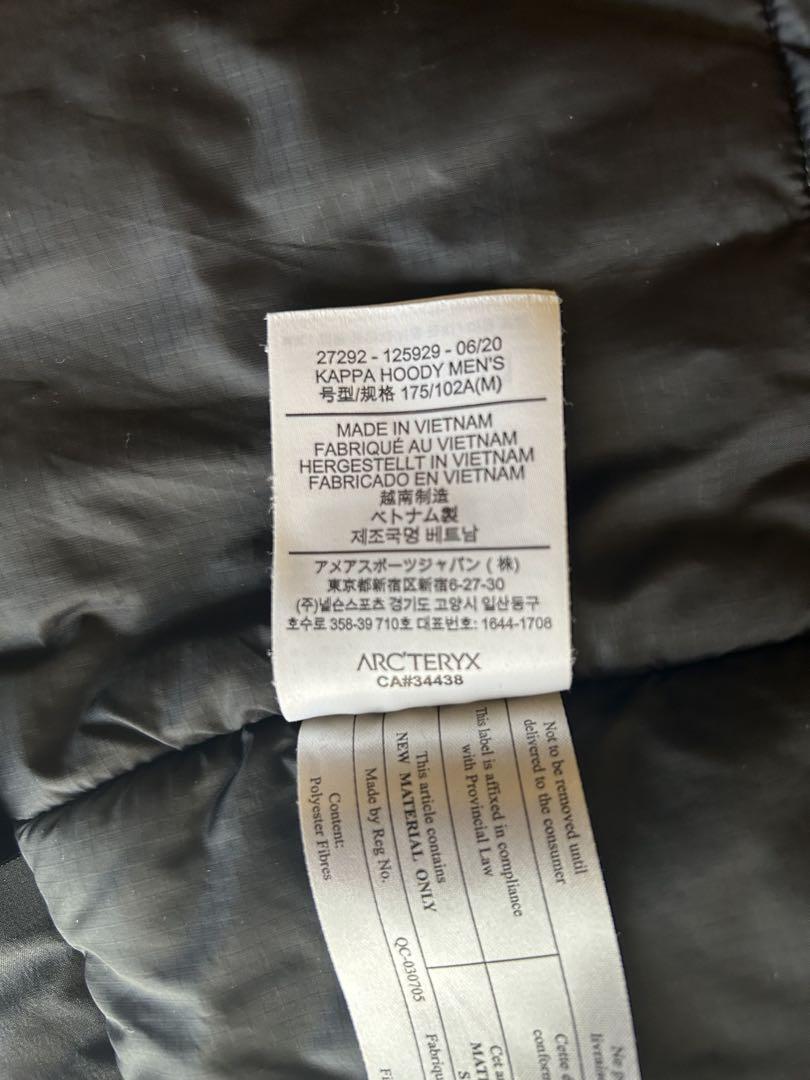 27292 - 125929 - 06/20
KAPPA HOODY MEN'S
号型/规格 175/102A(M)
MADE IN VIETNAM
FABRIQUÉ AU VIETNAM
HERGESTELLT IN VIETNAM
FABRICADO EN VIETNAM
越南制造
ベトナム製
제조국명 베트남
アメアスポーツジャパン (株)
東京都新宿区新宿6-27-30
(주)넬슨스포츠 경기도 고양시 일산동구
호수로 358-39 710호 대표번호: 1644-1708
ARC'TERYX
CA#34438
Not to be removed until
delivered to the consumer
This label is affixed in compliance
with Provincial Law
This article contains
NEW MATERIAL ONLY
Made by Reg No.
QC-030705
Content:
Polyester Fibres